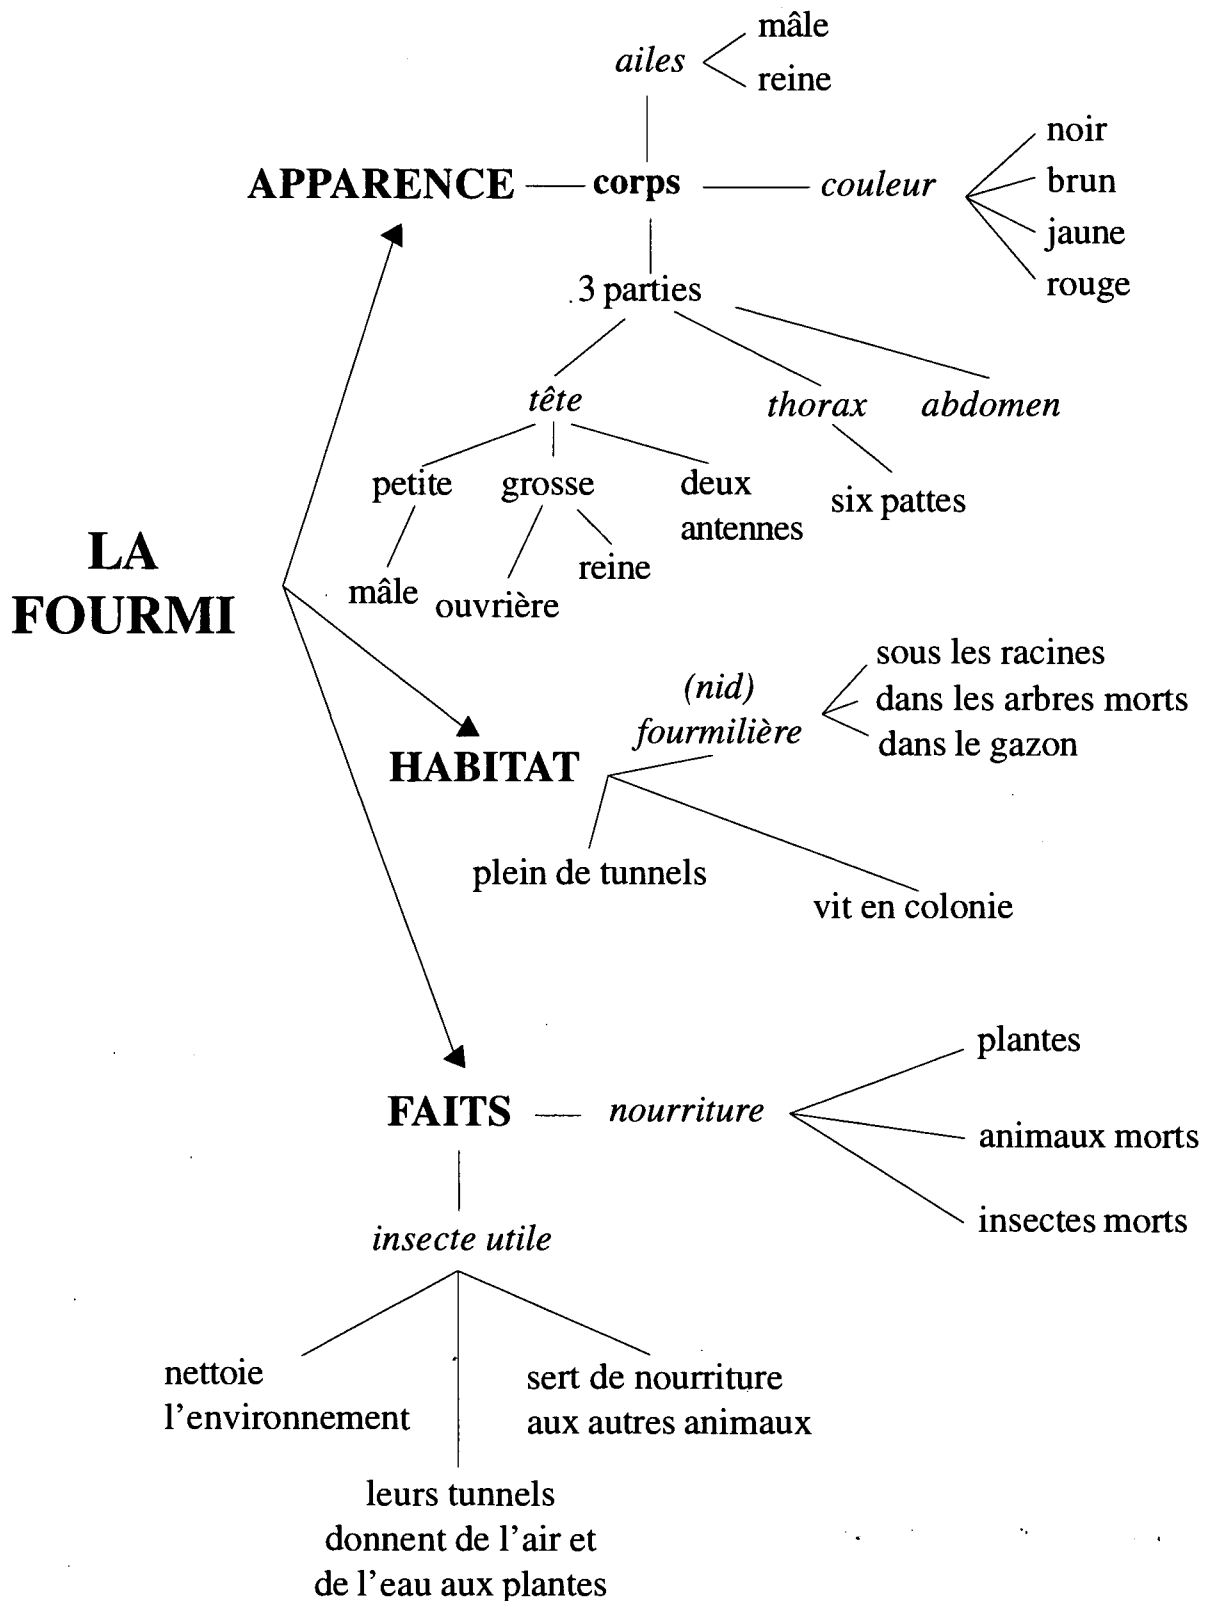 mâle
ailes
reine
noir
APPARENCE corps couleur
brun
jaune
rouge
3 parties
tête thorax abdomen
petite grosse deux
antennes
six pattes
reine
mâle ouvrière
LA
FOURMI
sous les racines
(nid) dans les arbres morts
fourmilière dans le gazon
HABITAT
plein de tunnels
vit en colonie
plantes
FAITS nourriture
animaux morts
insectes morts
insecte utile
nettoie
l'environnement
sert de nourriture
aux autres animaux
leurs tunnels
donnent de l'air et
de l'eau aux plantes